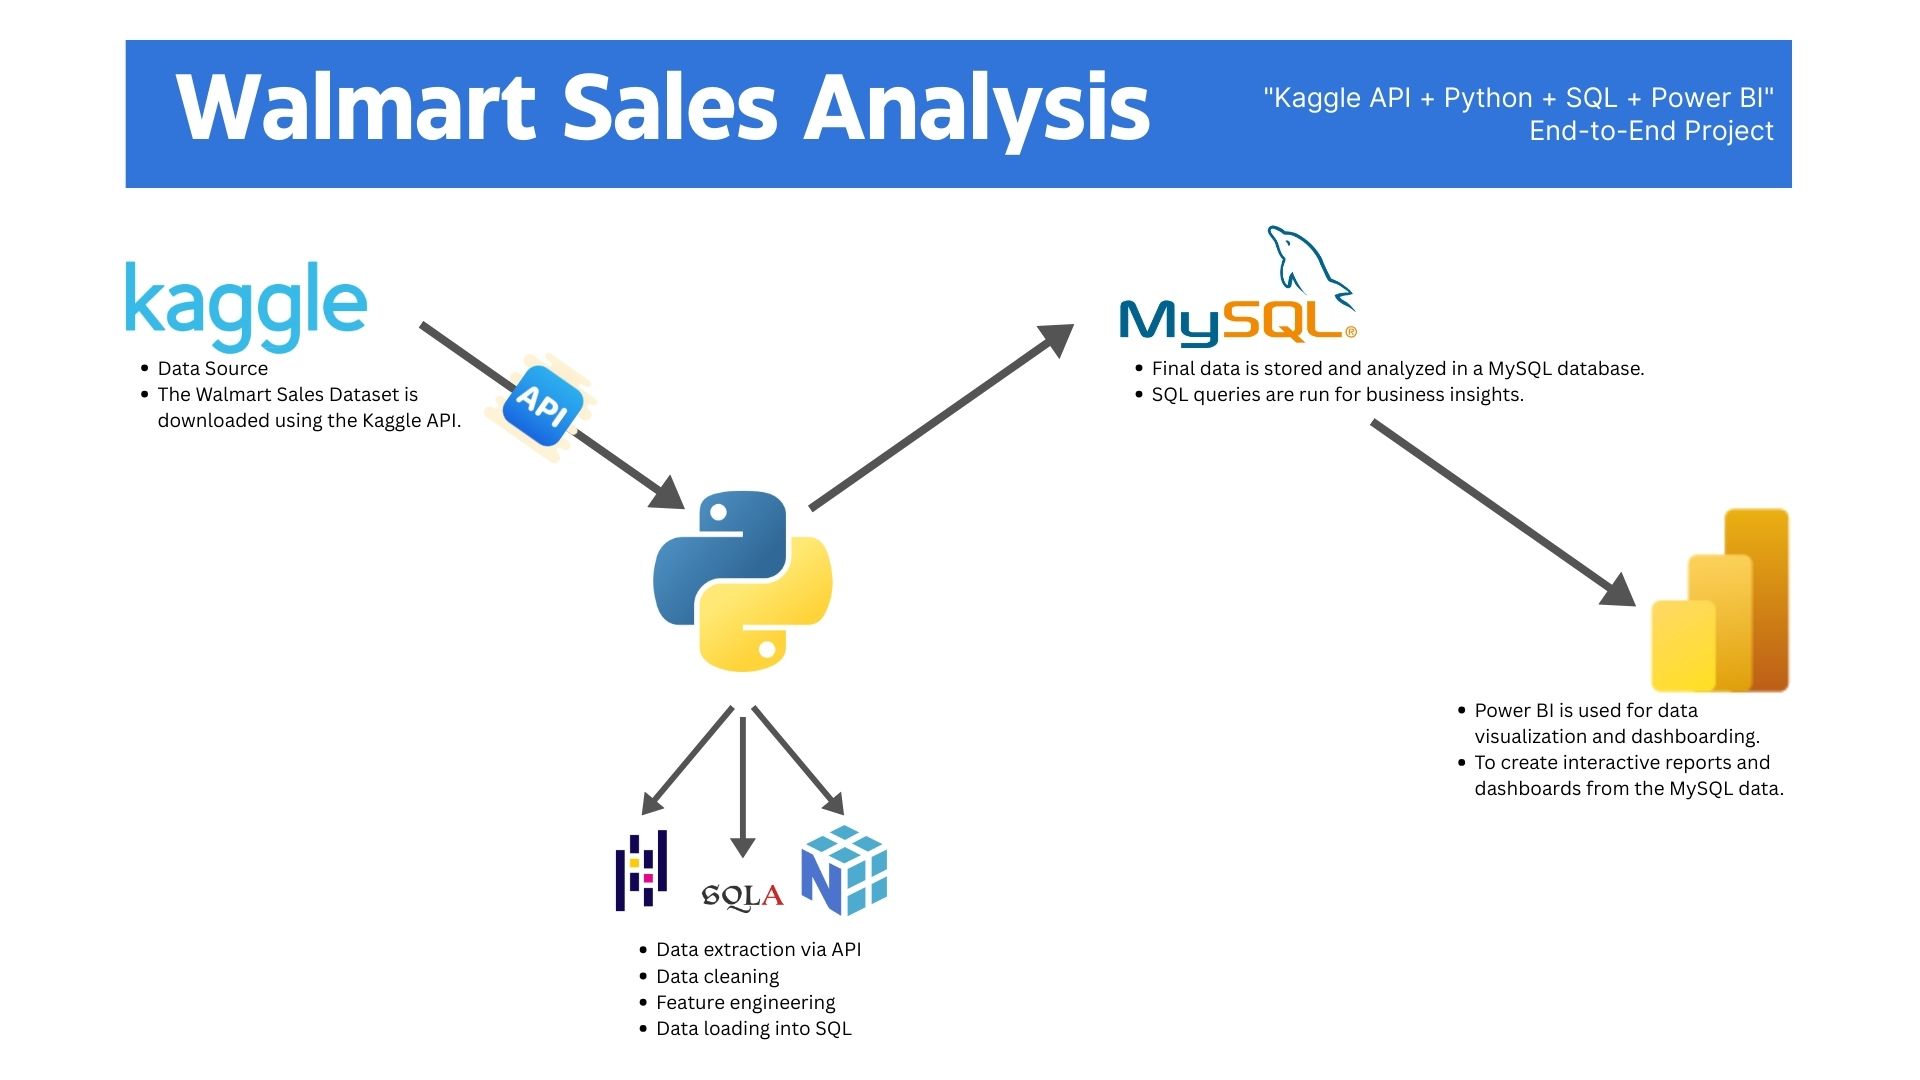 Walmart Sales Analysis
"Kaggle API + Python + SQL + Power BI"
End-to-End Project
kaggle
• Data Source
• The Walmart Sales Dataset is
downloaded using the Kaggle API.
API
MySQL®
• Final data is stored and analyzed in a MySQL database.
• SQL queries are run for business insights.
• Power BI is used for data
visualization and dashboarding.
• To create interactive reports and
dashboards from the MySQL data.
SQLA
N
• Data extraction via API
• Data cleaning
• Feature engineering
• Data loading into SQL